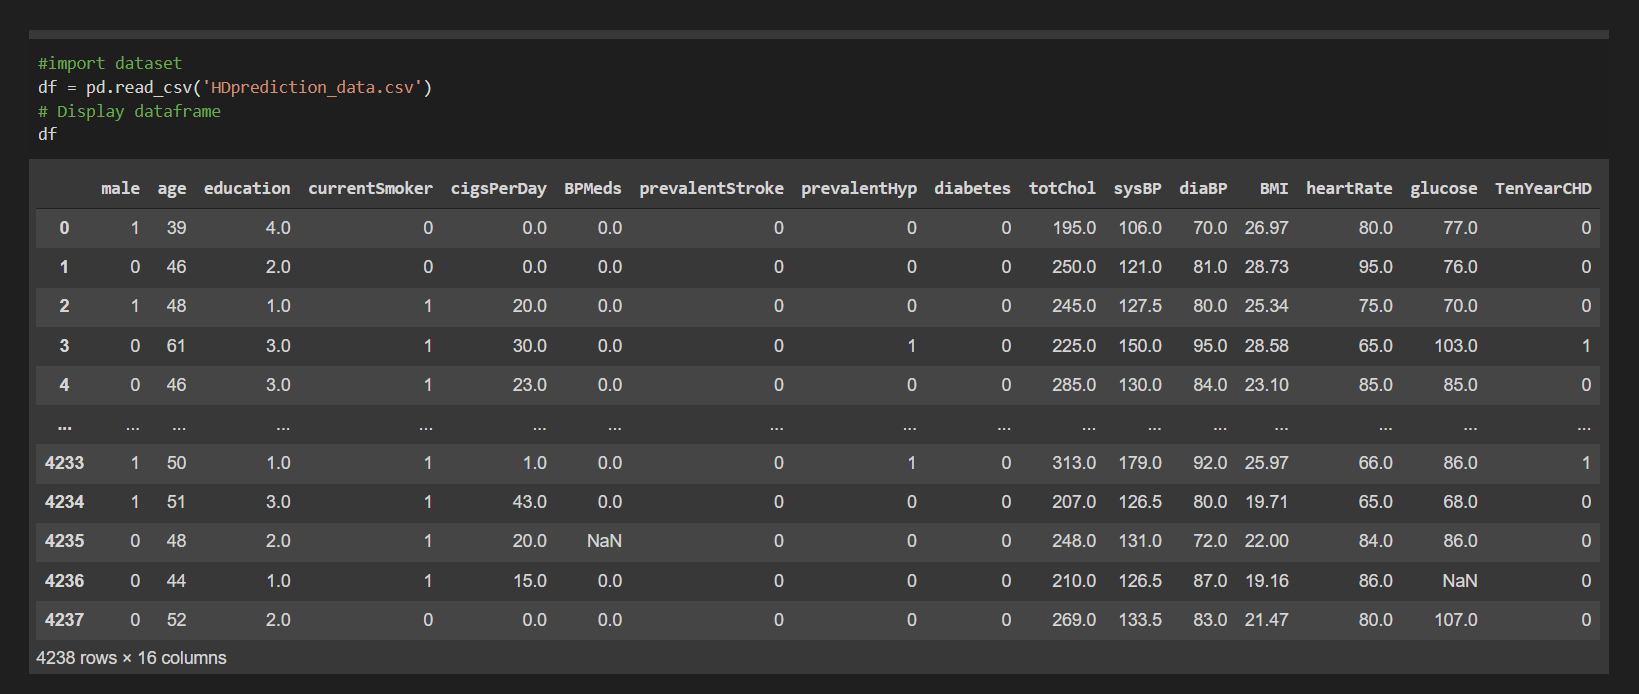 #import dataset
df = pd.read_csv('HDprediction_data.csv')
# Display dataframe
df
male age education currentSmoker cigsPerDay BPMeds prevalentStroke prevalentHyp diabetes totChol sysBP diaBP BMI heartRate glucose TenYearCHD
0 1 39 4.0 0 0.0 0.0 0 0 0 195.0 106.0 70.0 26.97 80.0 77.0 0
1 0 46 2.0 0 0.0 0.0 0 0 0 250.0 121.0 81.0 28.73 95.0 76.0 0
2 1 48 1.0 1 20.0 0.0 0 0 0 245.0 127.5 80.0 25.34 75.0 70.0 0
3 0 61 3.0 1 30.0 0.0 0 1 0 225.0 150.0 95.0 28.58 65.0 103.0 1
4 0 46 3.0 1 23.0 0.0 0 0 0 285.0 130.0 84.0 23.10 85.0 85.0 0
... ... ... ... ... ... ... ... ... ... ... ... ... ... ... ... ...
4233 1 50 1.0 1 1.0 0.0 0 1 0 313.0 179.0 92.0 25.97 66.0 86.0 1
4234 1 51 3.0 1 43.0 0.0 0 0 0 207.0 126.5 80.0 19.71 65.0 68.0 0
4235 0 48 2.0 1 20.0 NaN 0 0 0 248.0 131.0 72.0 22.00 84.0 86.0 0
4236 0 44 1.0 1 15.0 0.0 0 0 0 210.0 126.5 87.0 19.16 86.0 NaN 0
4237 0 52 2.0 0 0.0 0.0 0 0 0 269.0 133.5 83.0 21.47 80.0 107.0 0
4238 rows × 16 columns